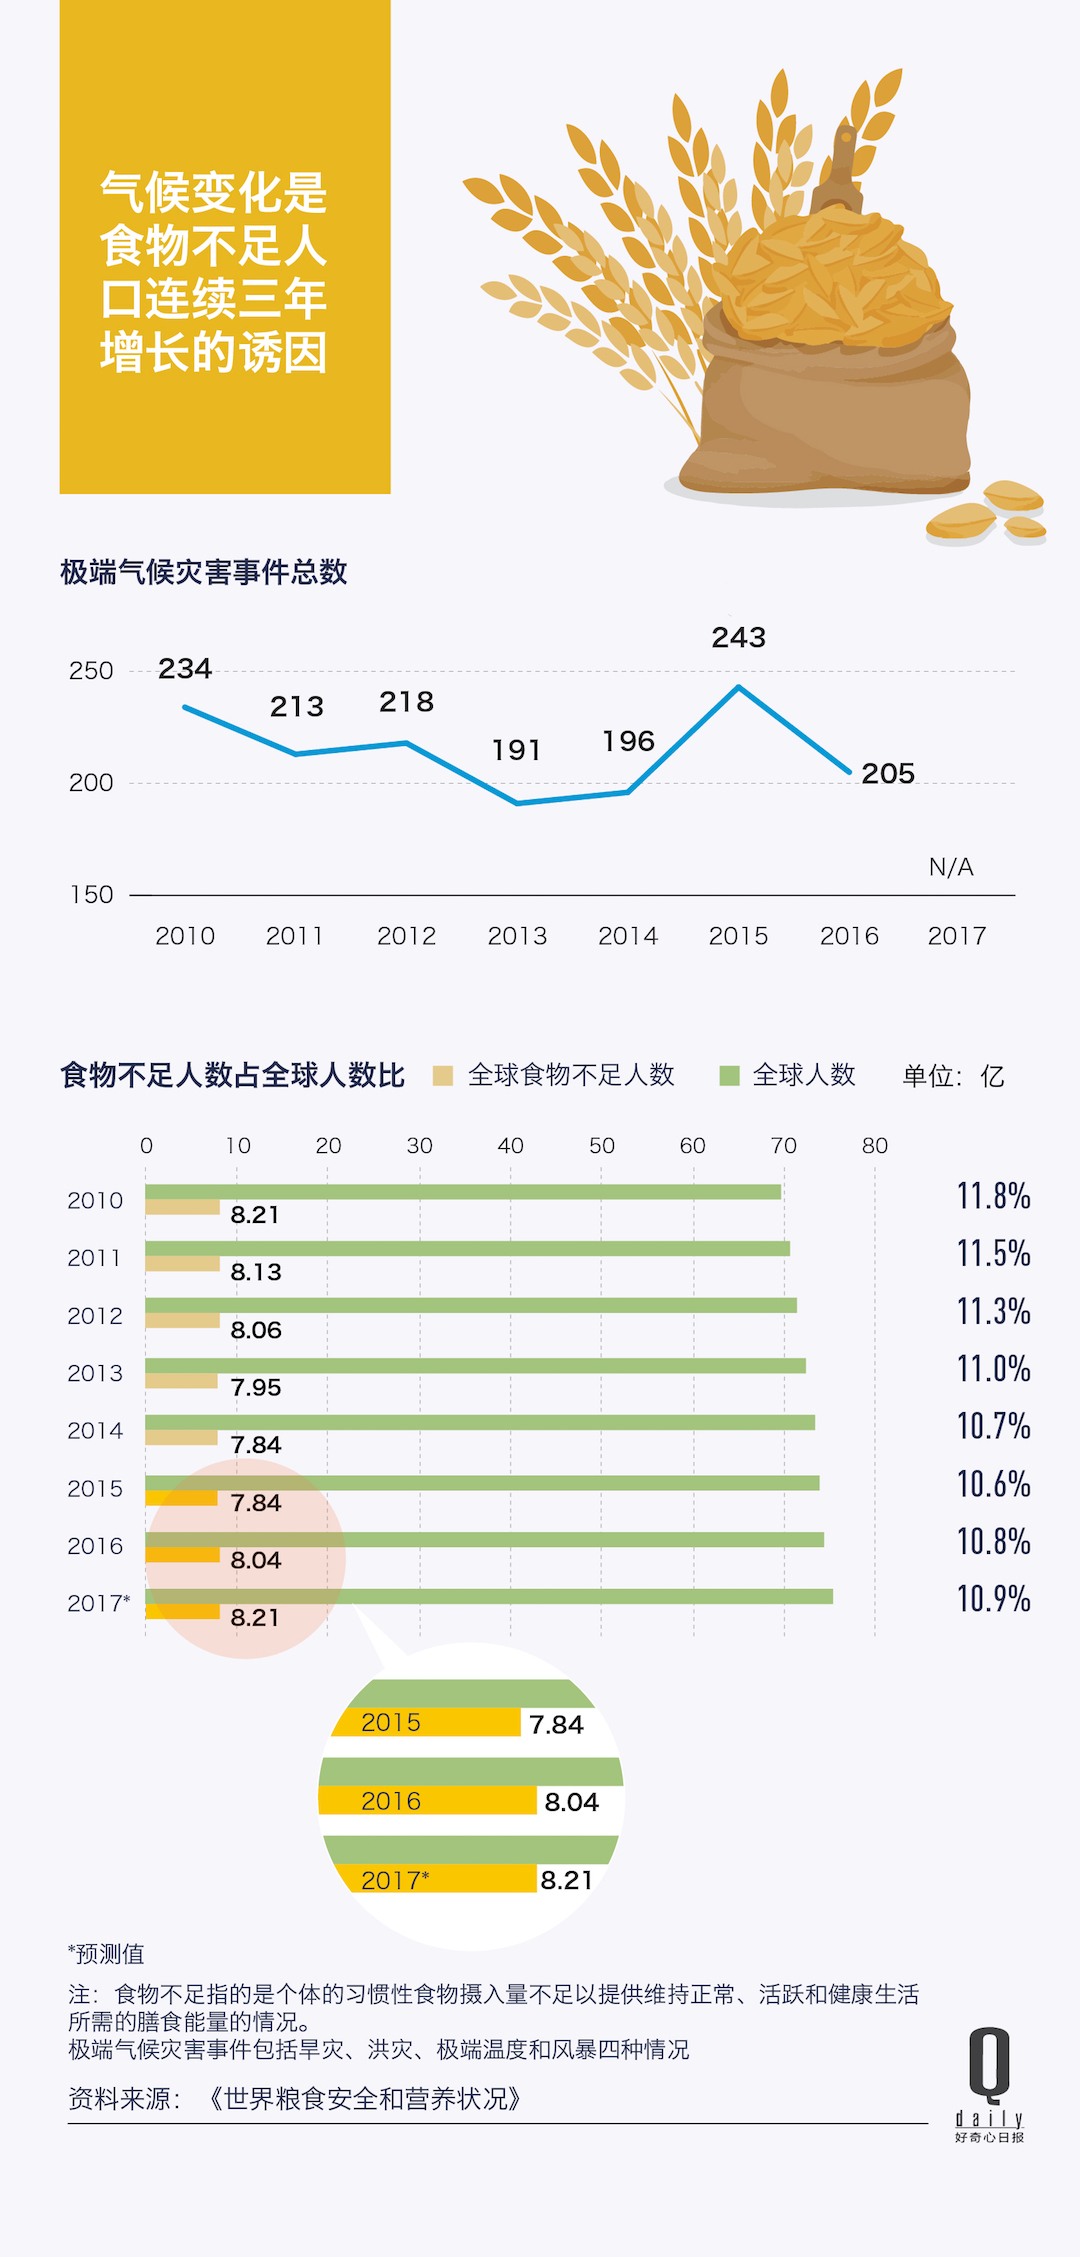 气候变化是
食物不足人
口连续三年
增长的诱因
极端气候灾害事件总数
250
234
213
218
191
196
243
205
200
N/A
150
2010 2011 2012 2013 2014 2015 2016 2017
食物不足人数占全球人数比 全球食物不足人数 全球人数 单位：亿
0 10 20 30 40 50 60 70 80
2010 8.21 11.8%
2011 8.13 11.5%
2012 8.06 11.3%
2013 7.95 11.0%
2014 7.84 10.7%
2015 7.84 10.6%
2016 8.04 10.8%
2017* 8.21 10.9%
2015 7.84
2016 8.04
2017* 8.21
*预测值
注：食物不足指的是个体的习惯性食物摄入量不足以提供维持正常、活跃和健康生活
所需的膳食能量的情况。
极端气候灾害事件包括旱灾、洪灾、极端温度和风暴四种情况
资料来源：《世界粮食安全和营养状况》
Q
daily
好奇心日报